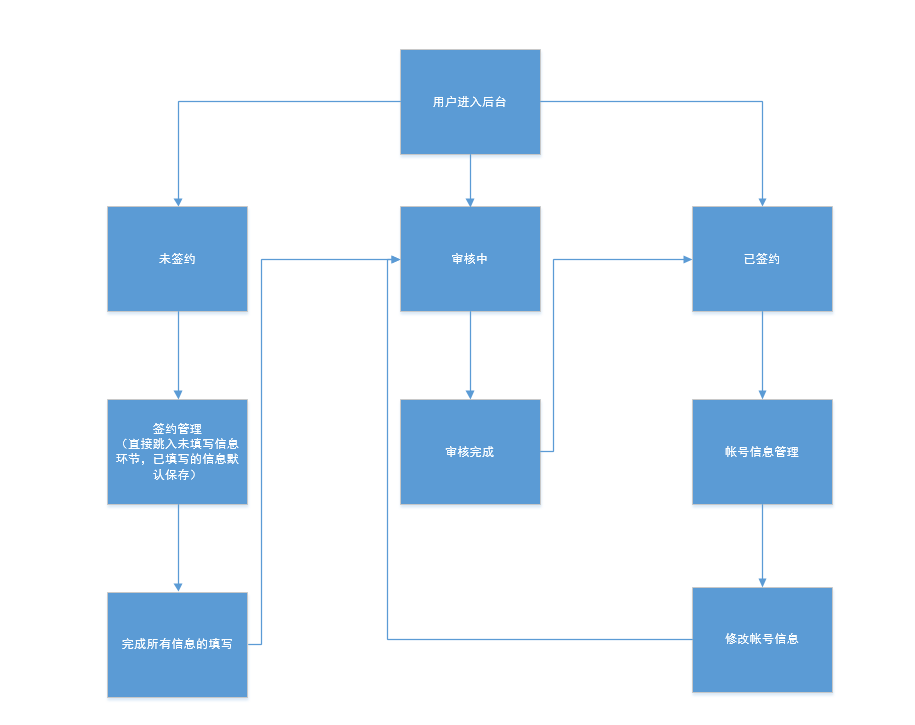 用户进入后台
未签约
审核中
已签约
签约管理
（直接跳入未填写信息
环节，已填写的信息默
认保存）
审核完成
帐号信息管理
完成所有信息的填写
修改帐号信息